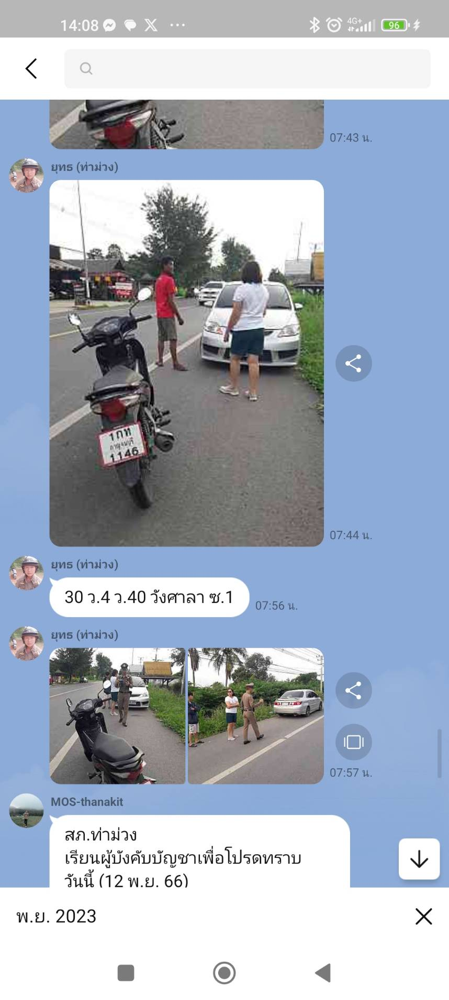 14:08
4G+
96
07:43 น.
ยุทธ (ท่าม่วง)
1กท
กาญจนบุรี
1146
07:44 น.
ยุทธ (ท่าม่วง)
30 ว.4 ว.40 วังศาลา ซ.1
07:56 น.
ยุทธ (ท่าม่วง)
07:57 น.
MOS-thanakit
สภ.ท่าม่วง
เรียนผู้บังคับบัญชาเพื่อโปรดทราบ
วันนี้ (12 พ.ย. 66)
พ.ย. 2023